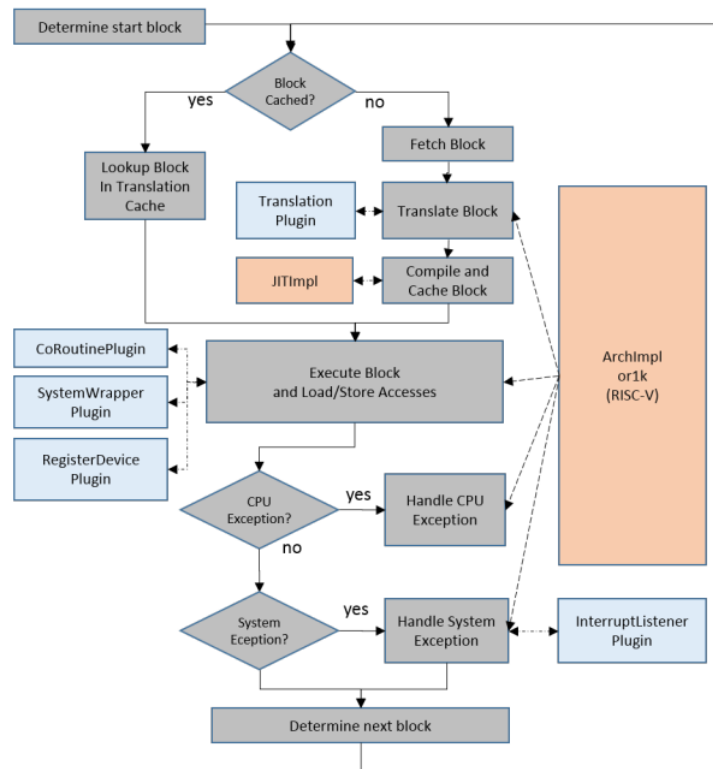 Determine start block
Block
Cached?
yes
no
Fetch Block
Lookup Block
In Translation
Cache
Translation
Plugin
Translate Block
JITImpl
Compile and
Cache Block
CoRoutinePlugin
SystemWrapper
Plugin
RegisterDevice
Plugin
Execute Block
and Load/Store Accesses
ArchImpl
or1k
(RISC-V)
CPU
Exception?
yes
no
Handle CPU
Exception
System
Eception?
yes
Handle System
Exception
InterruptListener
Plugin
Determine next block